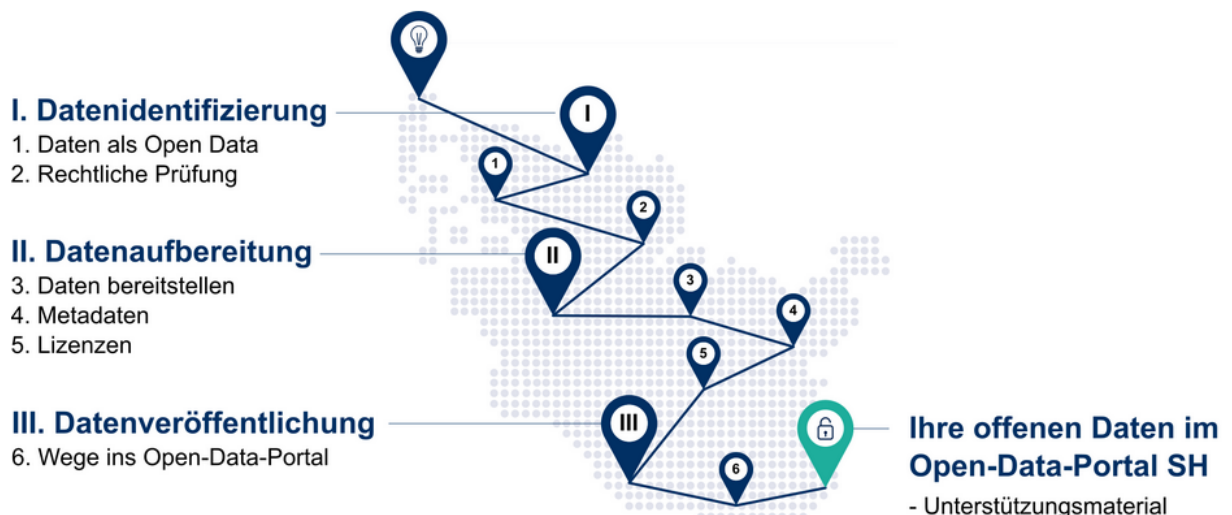 I. Datenidentifizierung
1. Daten als Open Data
2. Rechtliche Prüfung
II. Datenaufbereitung
3. Daten bereitstellen
4. Metadaten
5. Lizenzen
III. Datenveröffentlichung
6. Wege ins Open-Data-Portal
I
1
2
II
3
4
5
III
6
Ihre offenen Daten im
Open-Data-Portal SH
- Unterstützungsmaterial